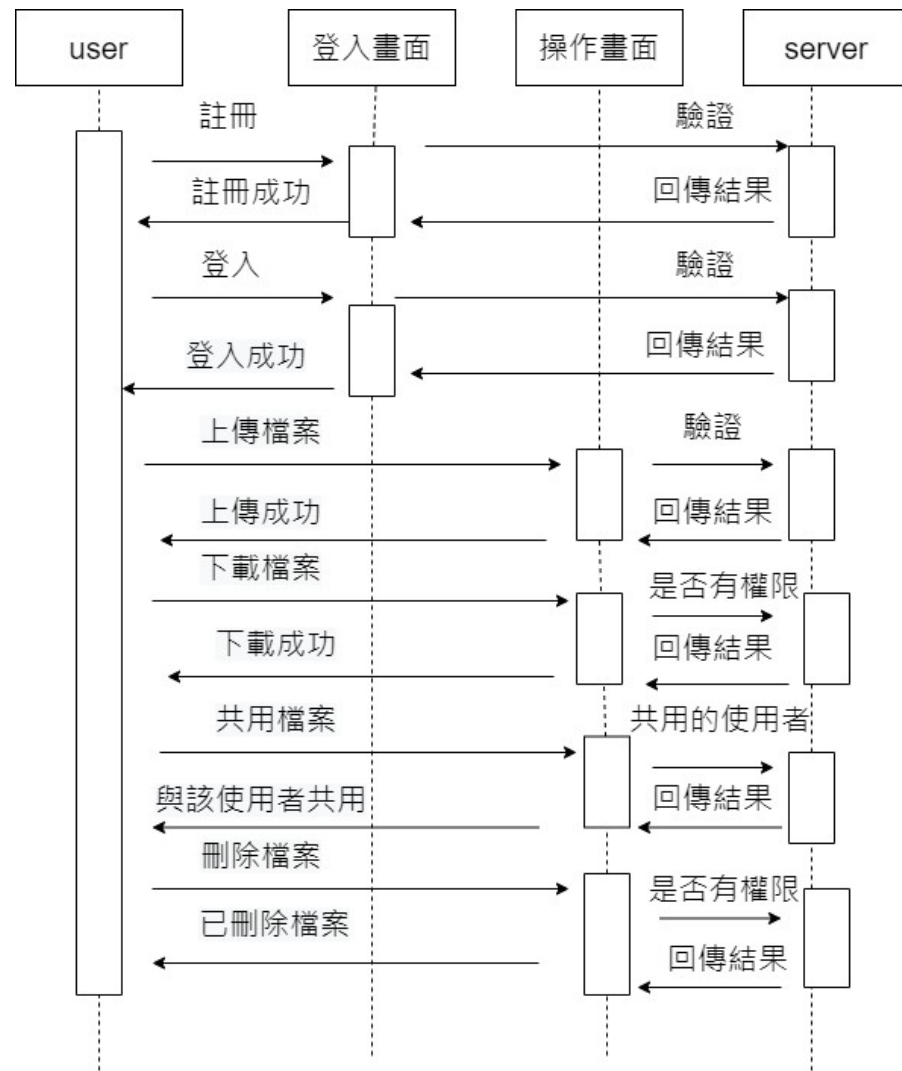 user
登入畫面
操作畫面
server
註冊
驗證
註冊成功
回傳結果
登入
驗證
登入成功
回傳結果
上傳檔案
驗證
上傳成功
回傳結果
下載檔案
是否有權限
下載成功
回傳結果
共用檔案
共用的使用者
與該使用者共用
回傳結果
刪除檔案
是否有權限
已刪除檔案
回傳結果